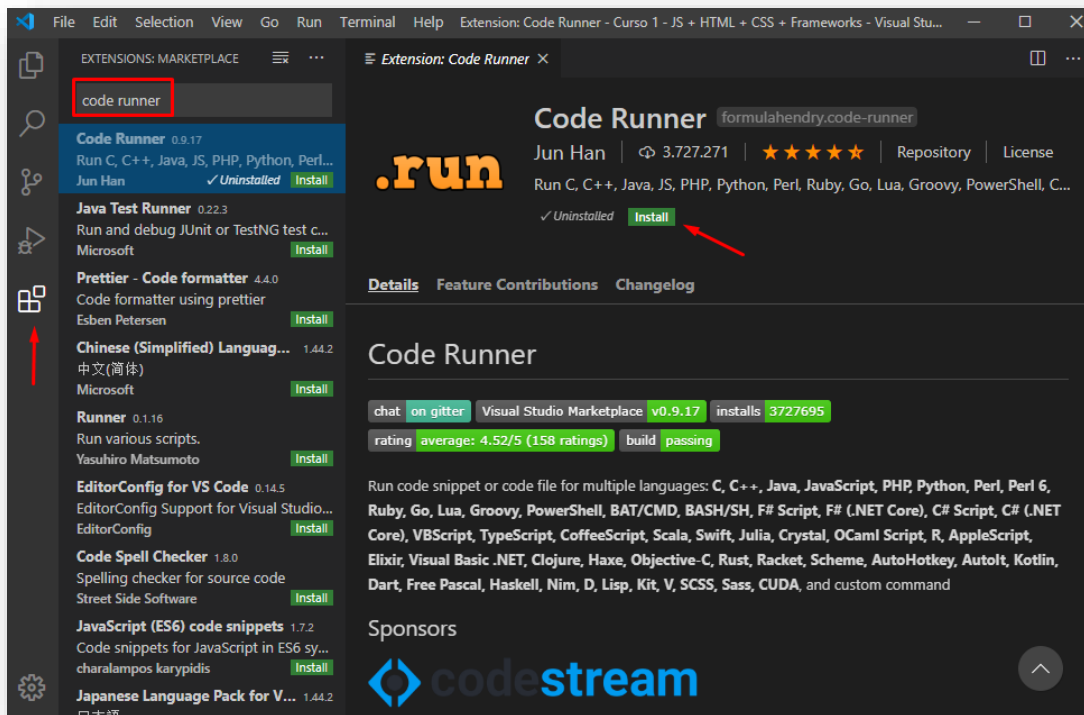 File Edit Selection View Go Run Terminal Help Extension: Code Runner - Curso 1 - JS + HTML + CSS + Frameworks - Visual Stu...
EXTENSIONS: MARKETPLACE
code runner
Code Runner 0.9.17
Run C, C++, Java, JS, PHP, Python, Perl...
Jun Han ✓Uninstalled Install
Java Test Runner 0.22.3
Run and debug JUnit or TestNG test c...
Microsoft Install
Prettier - Code formatter 4.4.0
Code formatter using prettier
Esben Petersen Install
Chinese (Simplified) Languag... 1.44.2
中文(简体)
Microsoft Install
Runner 0.1.16
Run various scripts.
Yasuhiro Matsumoto Install
EditorConfig for VS Code 0.14.5
EditorConfig Support for Visual Studio...
EditorConfig Install
Code Spell Checker 1.8.0
Spelling checker for source code
Street Side Software Install
JavaScript (ES6) code snippets 1.7.2
Code snippets for JavaScript in ES6 sy...
charalampos karypidis Install
Japanese Language Pack for V... 1.44.2
Extension: Code Runner
.run
Code Runner formulahendry.code-runner
Jun Han 3.727.271 Repository License
Run C, C++, Java, JS, PHP, Python, Perl, Ruby, Go, Lua, Groovy, PowerShell, C...
✓Uninstalled Install
Details Feature Contributions Changelog
Code Runner
chat on gitter Visual Studio Marketplace v0.9.17 installs 3727695
rating average: 4.52/5 (158 ratings) build passing
Run code snippet or code file for multiple languages: C, C++, Java, JavaScript, PHP, Python, Perl, Perl 6,
Ruby, Go, Lua, Groovy, PowerShell, BAT/CMD, BASH/SH, F# Script, F# (.NET Core), C# Script, C# (.NET
Core), VBScript, TypeScript, CoffeeScript, Scala, Swift, Julia, Crystal, OCaml Script, R, AppleScript,
Elixir, Visual Basic .NET, Clojure, Haxe, Objective-C, Rust, Racket, Scheme, AutoHotkey, AutoIt, Kotlin,
Dart, Free Pascal, Haskell, Nim, D, Lisp, Kit, V, SCSS, Sass, CUDA, and custom command
Sponsors
codestream